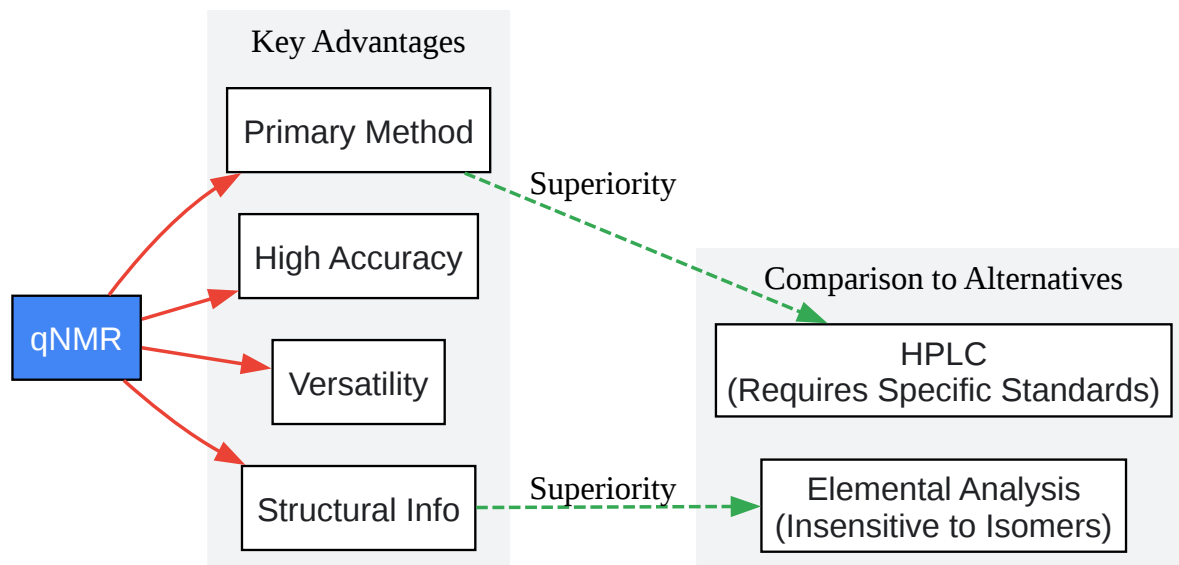 Key Advantages
Primary Method
Superiority
High Accuracy
Comparison to Alternatives
qNMR
HPLC
(Requires Specific Standards)
Versatility
Superiority
Structural Info
Elemental Analysis
(Insensitive to Isomers)